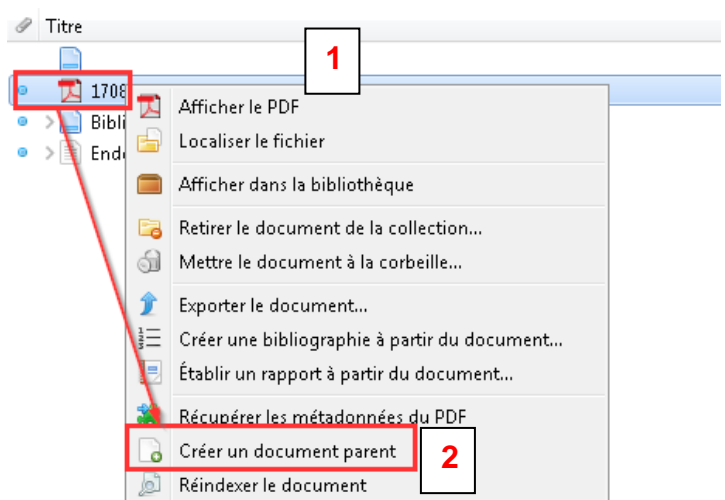 Titre
1
1708
Afficher le PDF
Bibli
Localiser le fichier
Endo
Afficher dans la bibliothèque
Retirer le document de la collection...
Mettre le document à la corbeille...
Exporter le document...
Créer une bibliographie à partir du document...
Établir un rapport à partir du document...
Récupérer les métadonnées du PDF
Créer un document parent
2
Réindexer le document